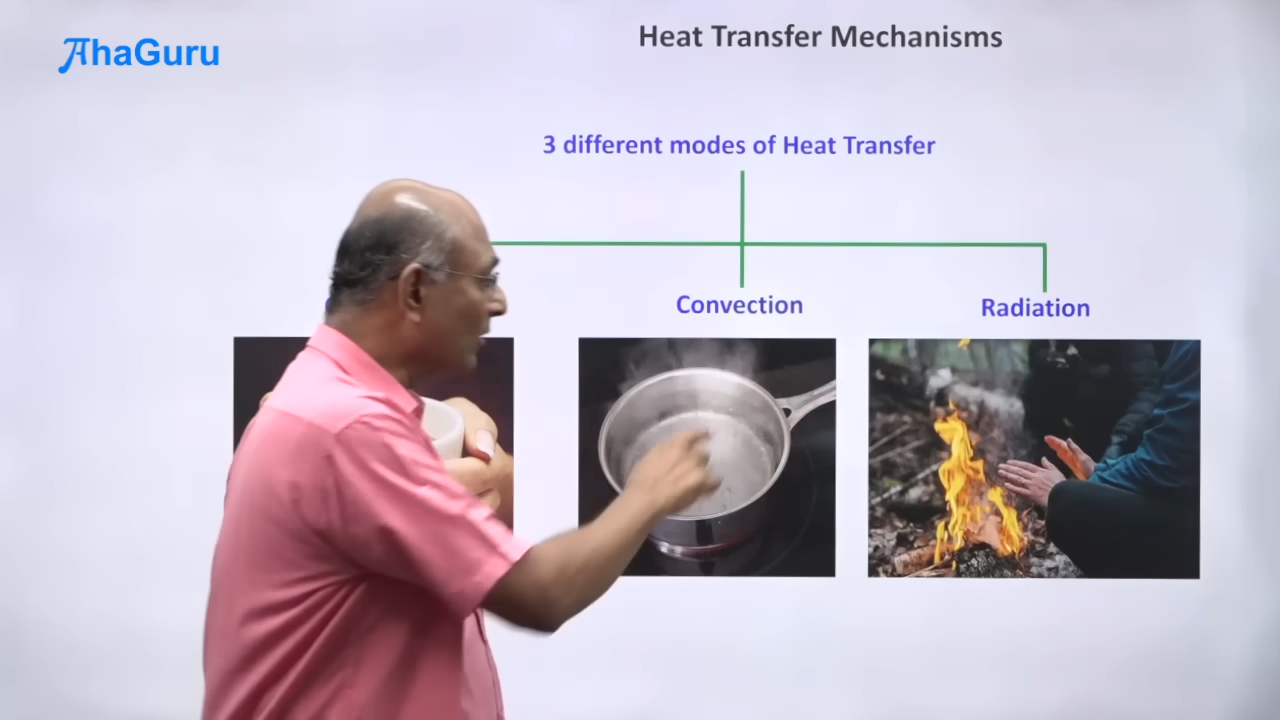 AhaGuru
Heat Transfer Mechanisms
3 different modes of Heat Transfer
Convection
Radiation